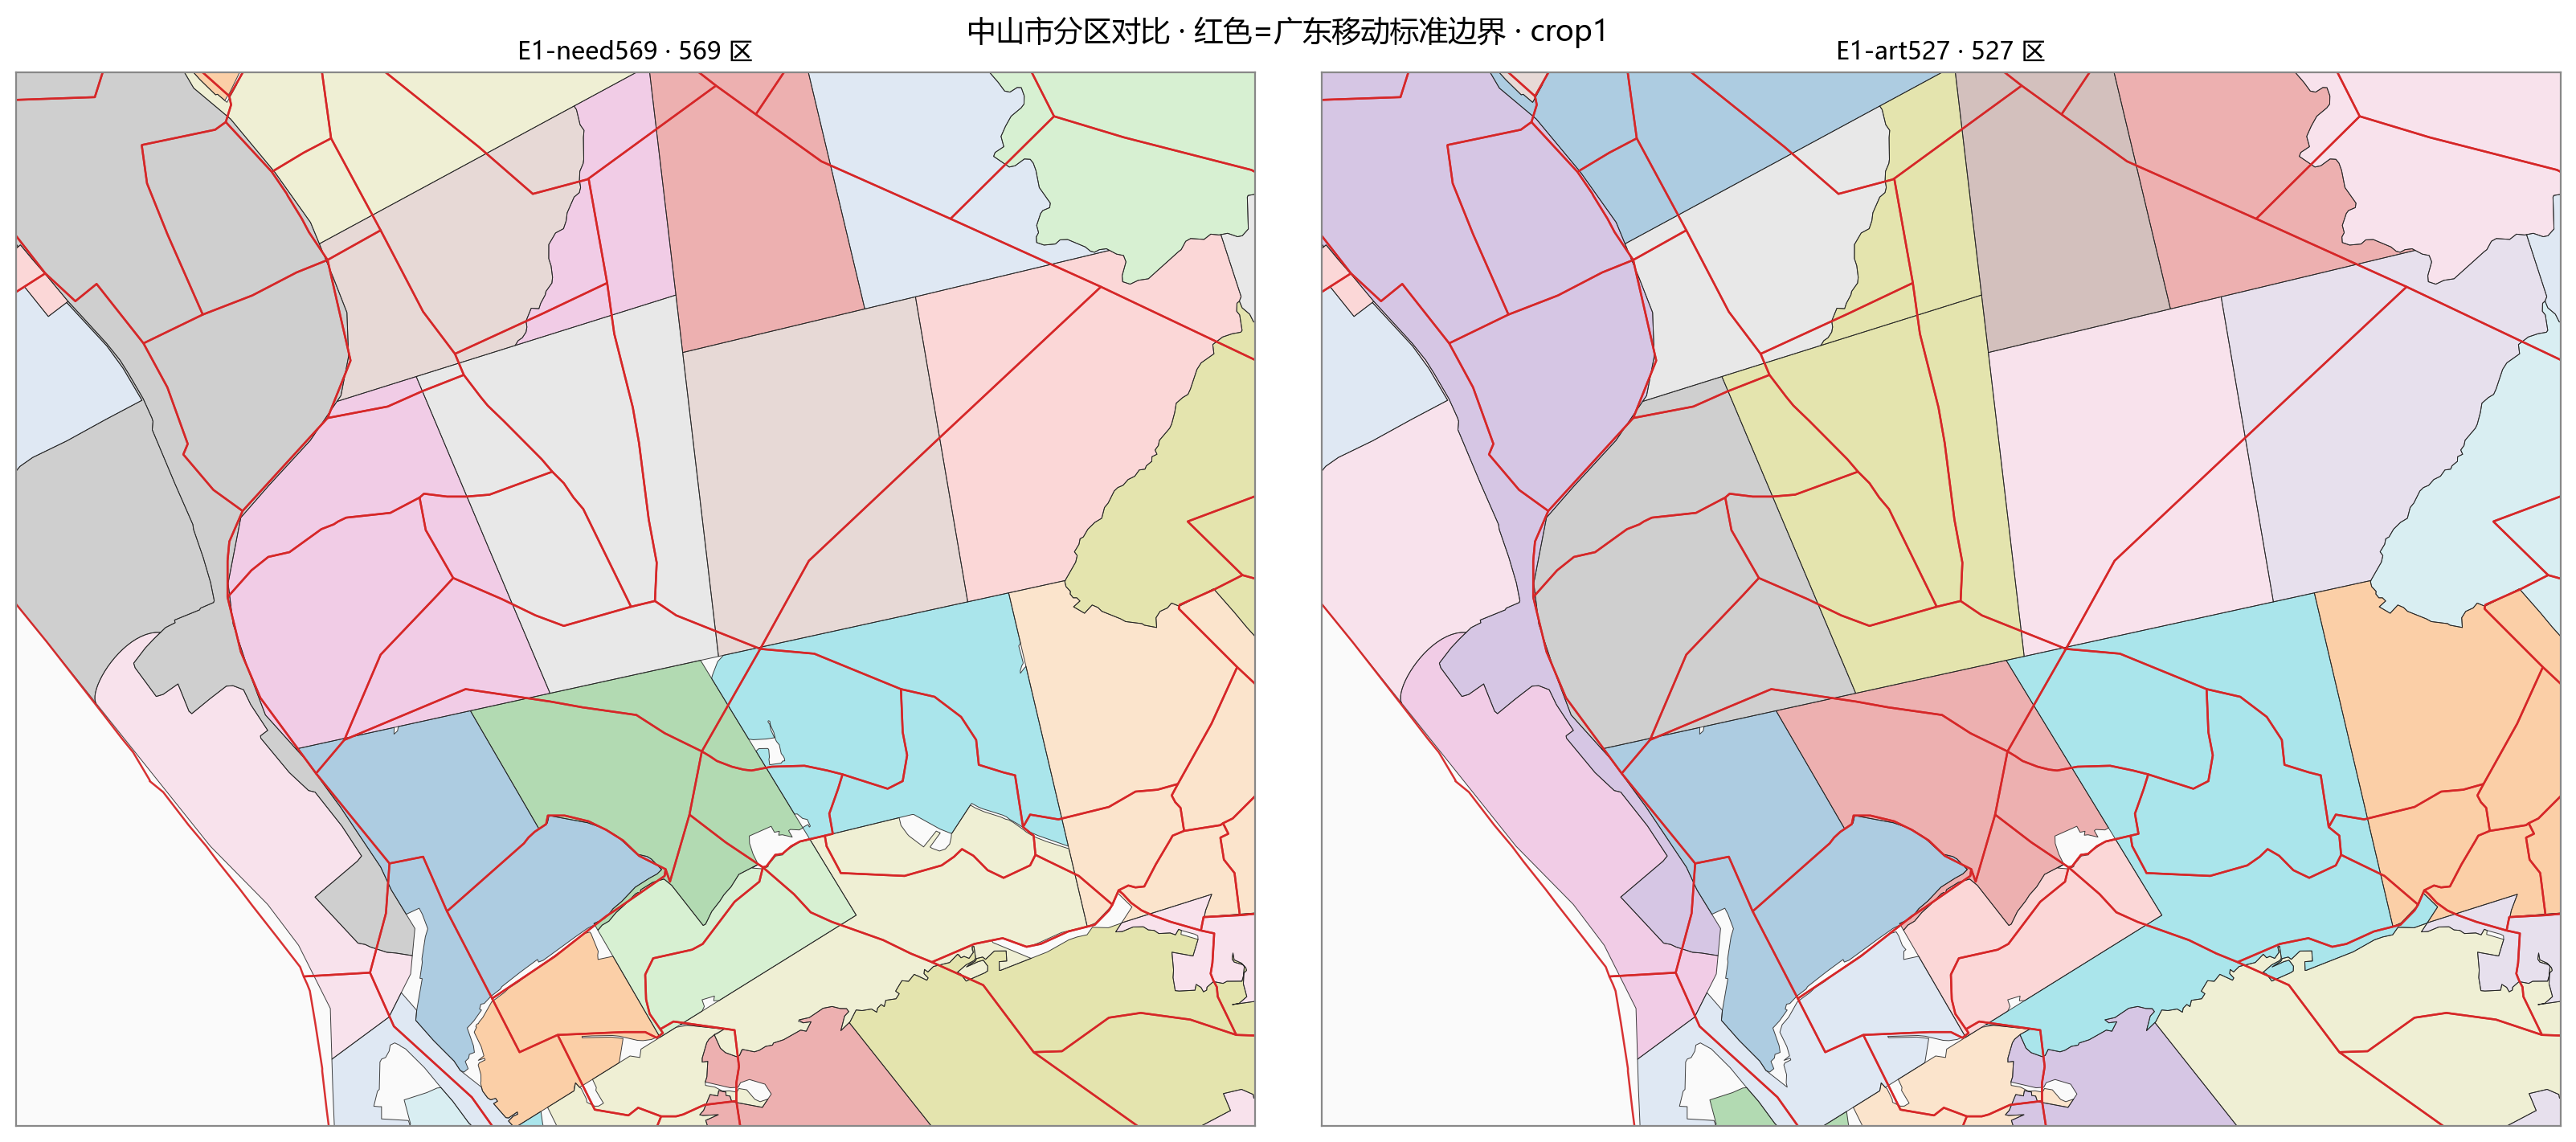 中山市分区对比 · 红色=广东移动标准边界 · crop1
E1-need569 · 569 区
E1-art527 · 527 区